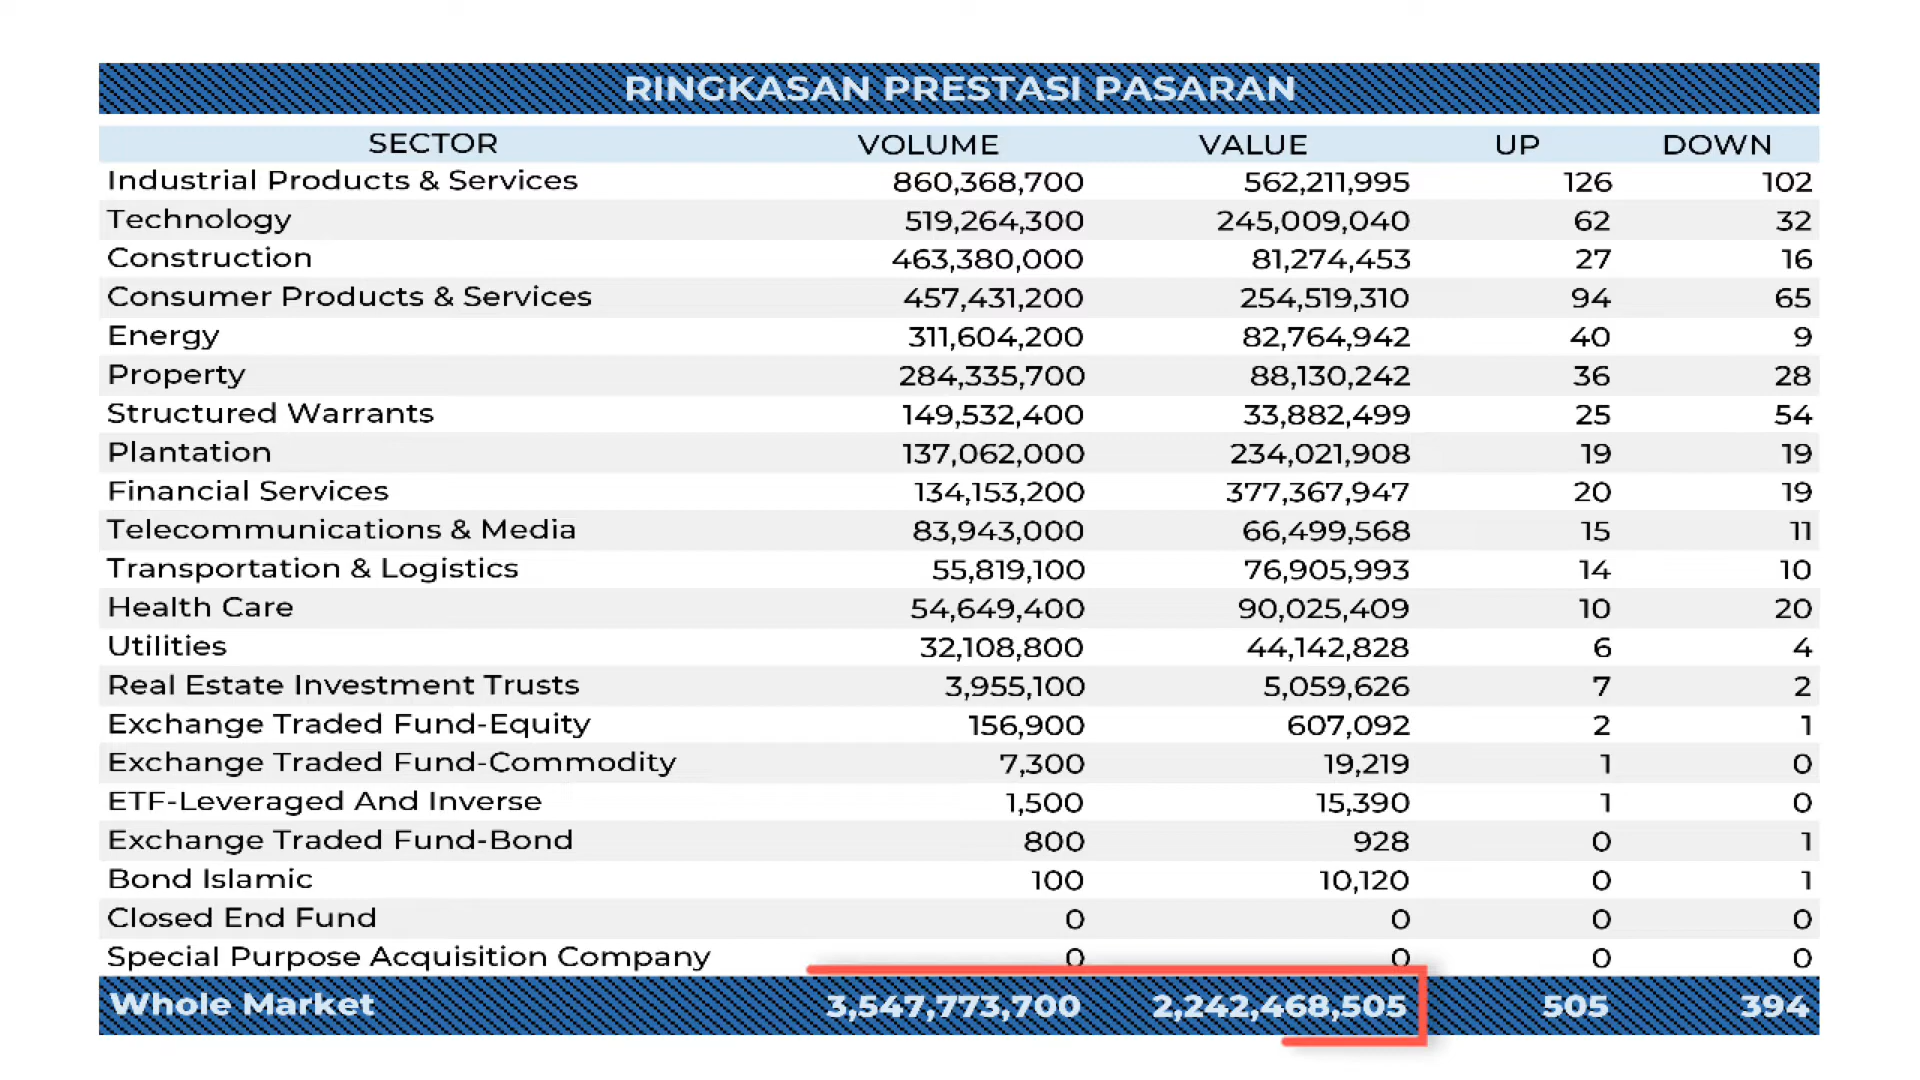 RINGKASAN PRESTASI PASARAN
SECTOR VOLUME VALUE UP DOWN
Industrial Products & Services 860,368,700 562,211,995 126 102
Technology 519,264,300 245,009,040 62 32
Construction 463,380,000 81,274,453 27 16
Consumer Products & Services 457,431,200 254,519,310 94 65
Energy 311,604,200 82,764,942 40 9
Property 284,335,700 88,130,242 36 28
Structured Warrants 149,532,400 33,882,499 25 54
Plantation 137,062,000 234,021,908 19 19
Financial Services 134,153,200 377,367,947 20 19
Telecommunications & Media 83,943,000 66,499,568 15 11
Transportation & Logistics 55,819,100 76,905,993 14 10
Health Care 54,649,400 90,025,409 10 20
Utilities 32,108,800 44,142,828 6 4
Real Estate Investment Trusts 3,955,100 5,059,626 7 2
Exchange Traded Fund-Equity 156,900 607,092 2 1
Exchange Traded Fund-Commodity 7,300 19,219 1 0
ETF-Leveraged And Inverse 1,500 15,390 1 0
Exchange Traded Fund-Bond 800 928 0 1
Bond Islamic 100 10,120 0 1
Closed End Fund 0 0 0 0
Special Purpose Acquisition Company 0 0 0 0
Whole Market 3,547,773,700 2,242,468,505 505 394